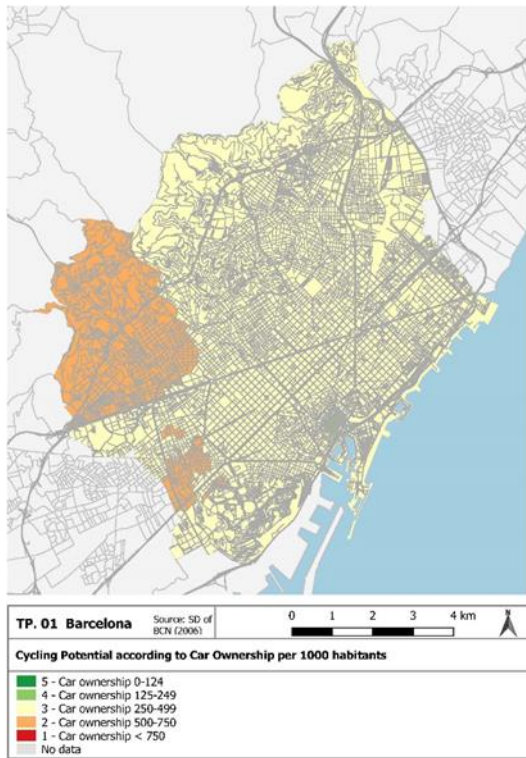 TP. 01 Barcelona
Source: SD of
BCN (2006)
0 1 2 3 4 km
N
Cycling Potential according to Car Ownership per 1000 habitants
5 - Car ownership 0-124
4 - Car ownership 125-249
3 - Car ownership 250-499
2 - Car ownership 500-750
1 - Car ownership < 750
No data